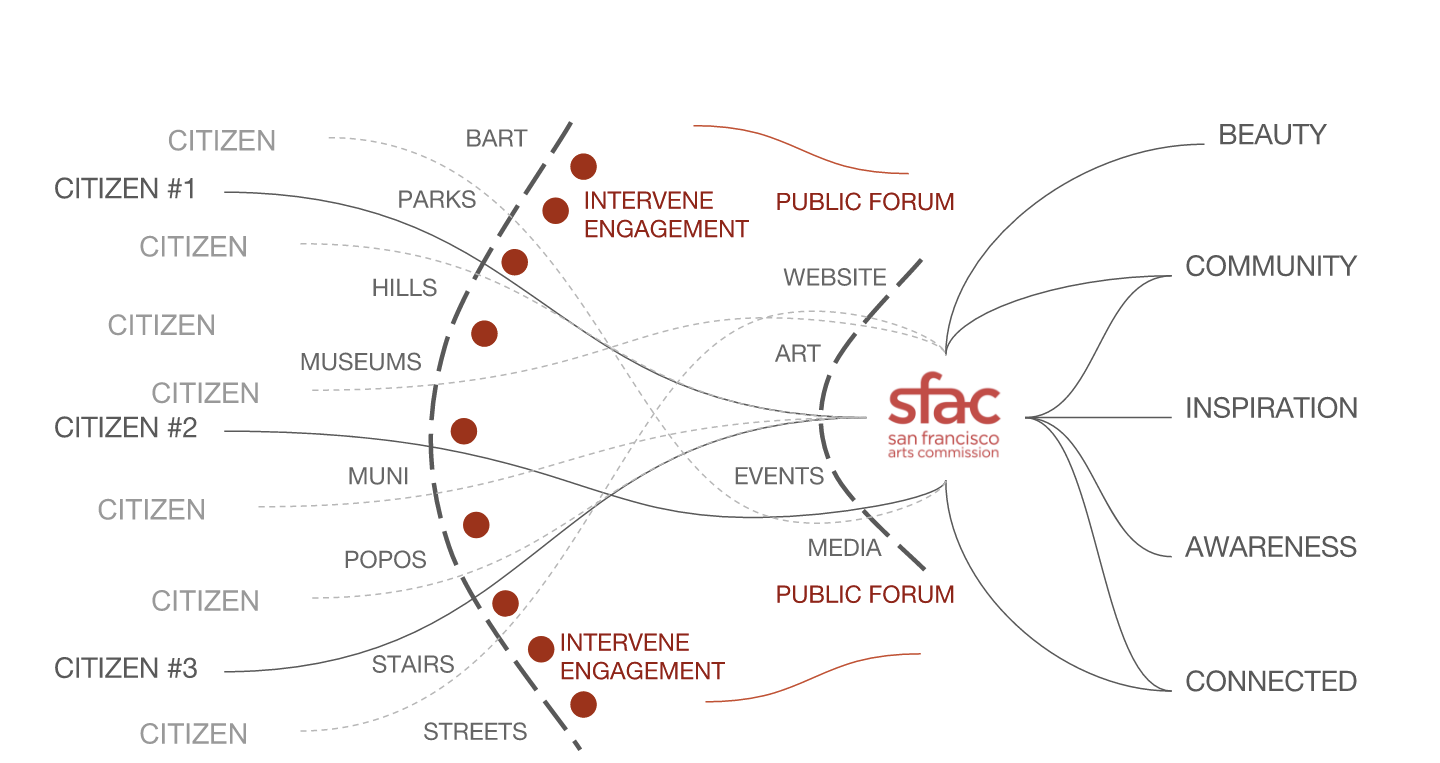 CITIZEN
CITIZEN #1
CITIZEN
CITIZEN
CITIZEN
CITIZEN #2
CITIZEN
CITIZEN
CITIZEN #3
CITIZEN
BART
PARKS
HILLS
MUSEUMS
MUNI
POPOS
STAIRS
STREETS
INTERVENE
ENGAGEMENT
INTERVENE
ENGAGEMENT
PUBLIC FORUM
WEBSITE
ART
EVENTS
MEDIA
PUBLIC FORUM
sfac
san francisco
arts commission
BEAUTY
COMMUNITY
INSPIRATION
AWARENESS
CONNECTED